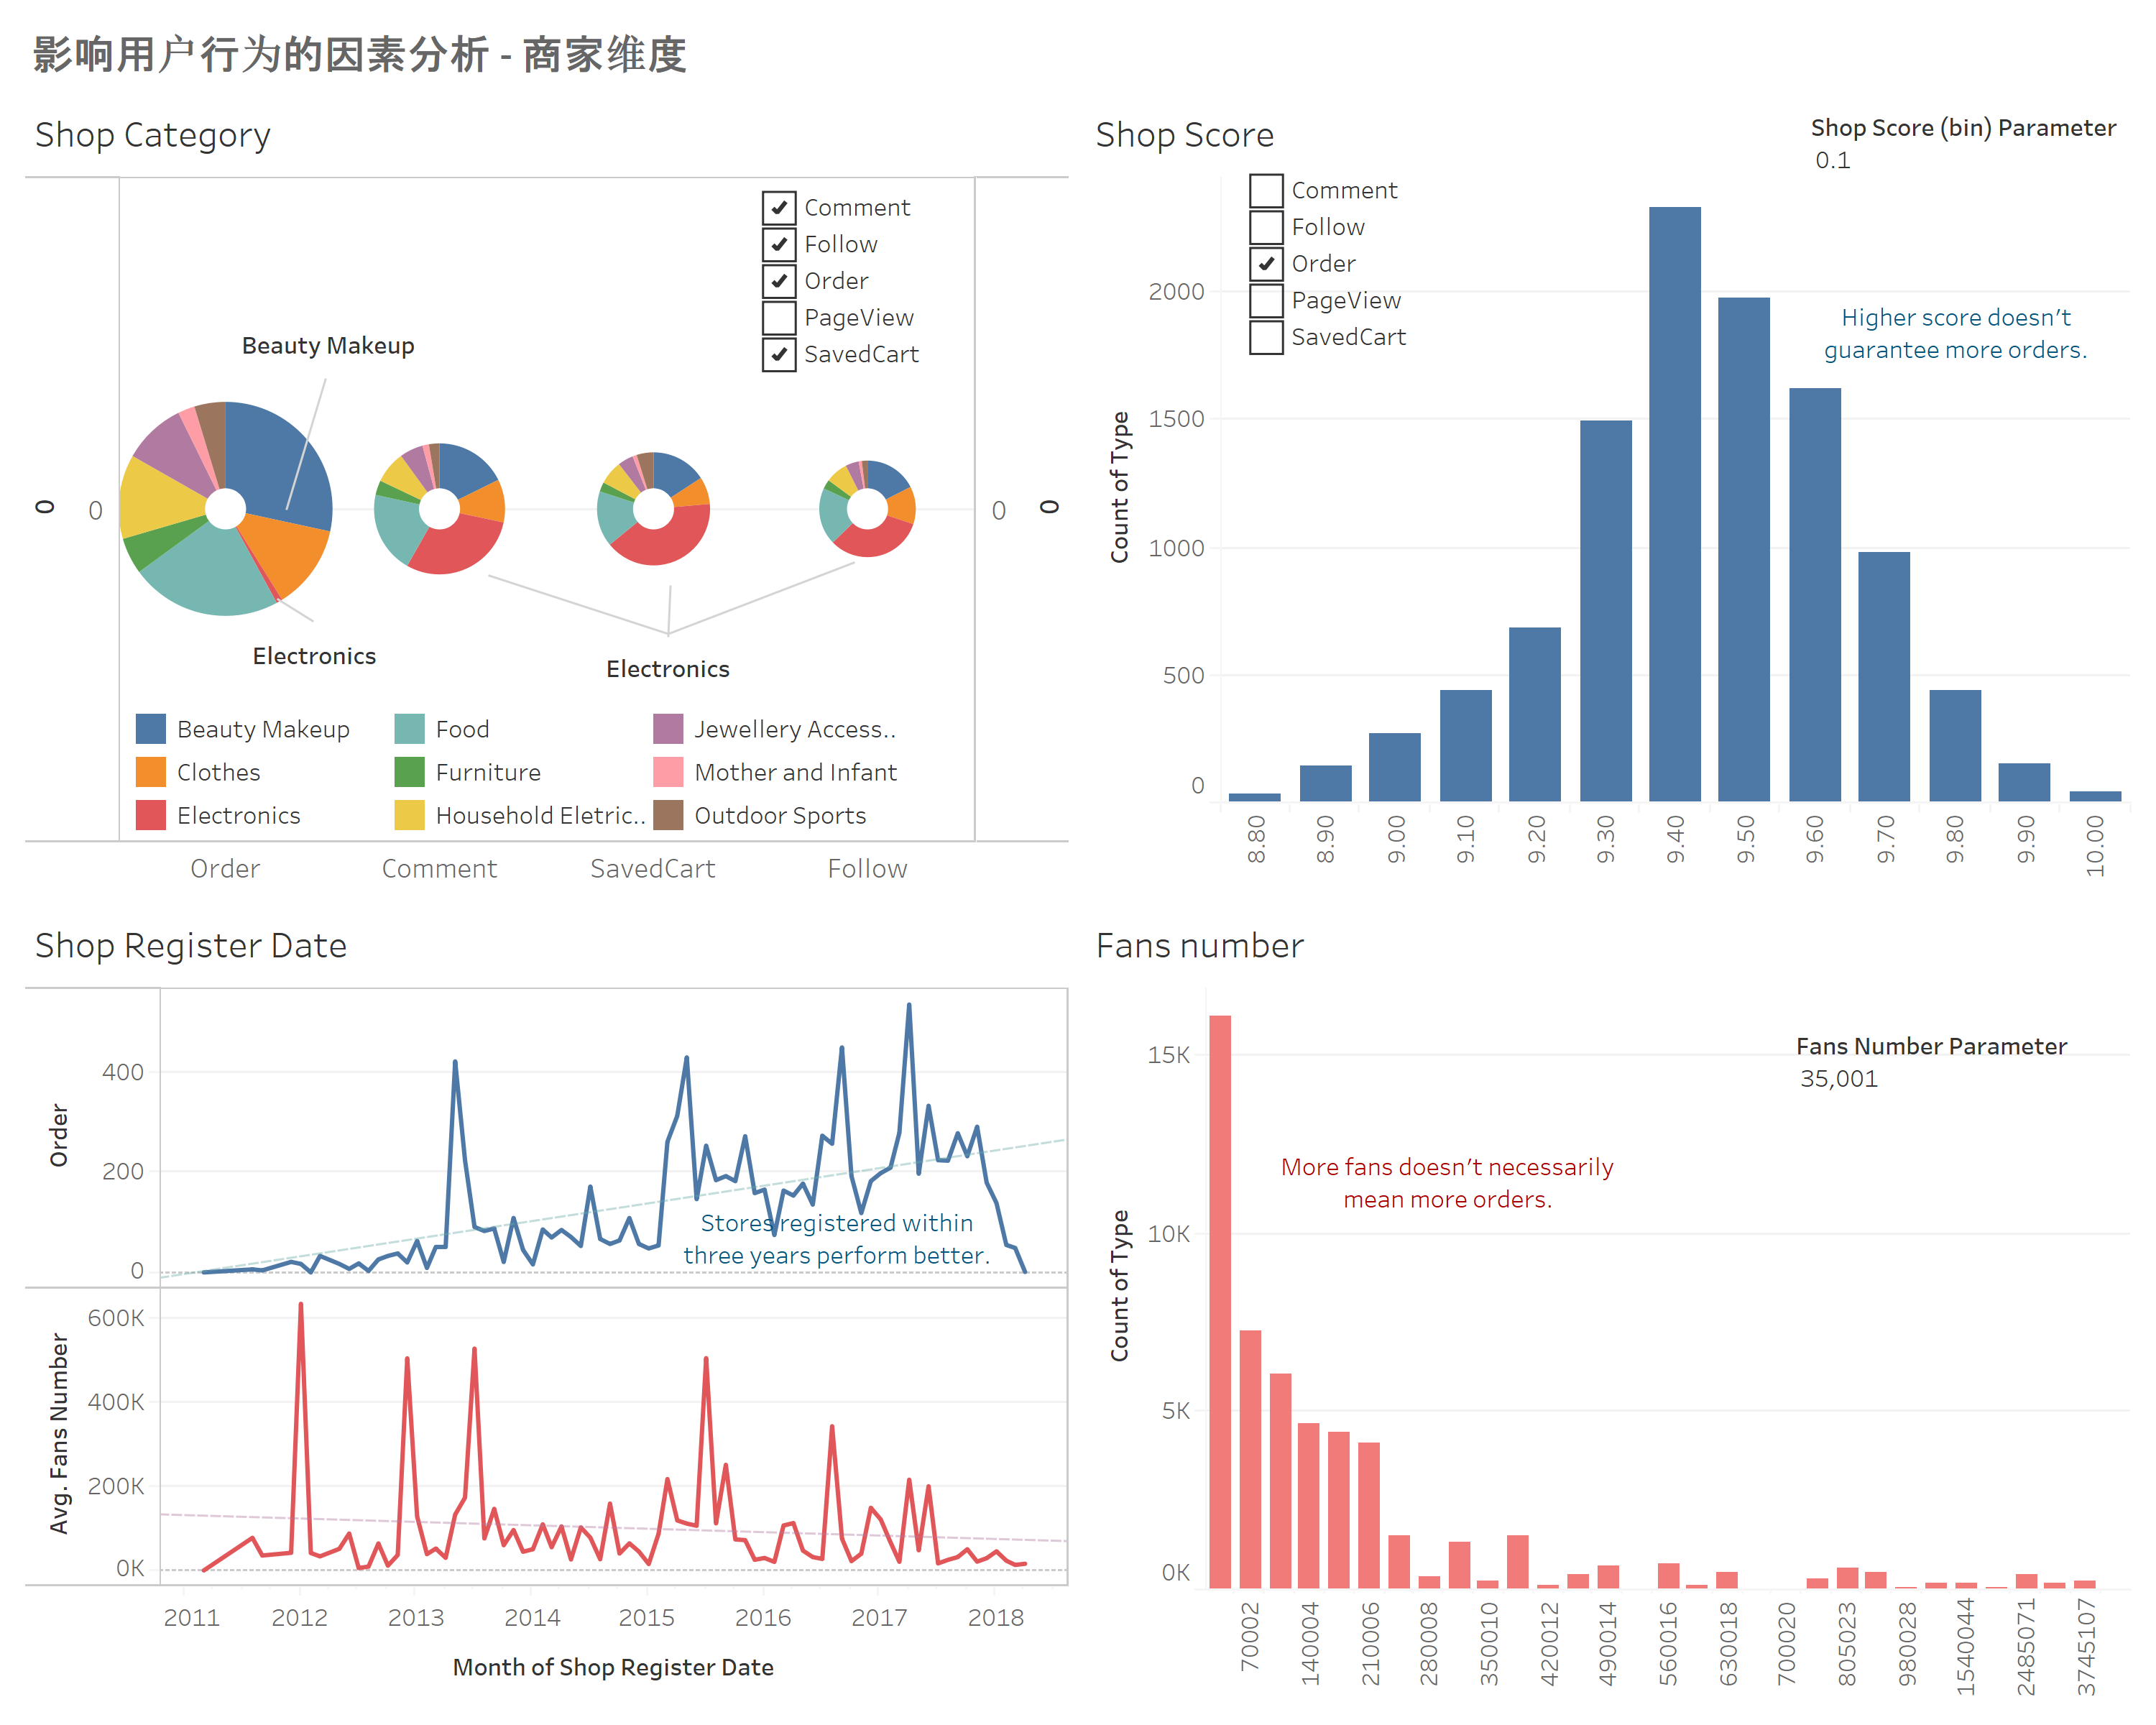 影响用户行为的因素分析 - 商家维度
Shop Category
Comment
Follow
Order
PageView
SavedCart
Beauty Makeup
0
0
0
0
Electronics
Electronics
Beauty Makeup
Food
Jewellery Access..
Clothes
Furniture
Mother and Infant
Electronics
Household Eletric..
Outdoor Sports
Order
Comment
SavedCart
Follow
Shop Score
Shop Score (bin) Parameter
0.1
Comment
Follow
Order
PageView
SavedCart
Higher score doesn't
guarantee more orders.
Count of Type
2000
1500
1000
500
0
8.80
8.90
9.00
9.10
9.20
9.30
9.40
9.50
9.60
9.70
9.80
9.90
10.00
Shop Register Date
Order
400
200
0
Stores registered within
three years perform better.
Avg. Fans Number
600K
400K
200K
0K
2011
2012
2013
2014
2015
2016
2017
2018
Month of Shop Register Date
Fans number
Fans Number Parameter
35,001
More fans doesn't necessarily
mean more orders.
Count of Type
15K
10K
5K
0K
70002
140004
210006
280008
350010
420012
490014
560016
630018
700020
805023
980028
1540044
2485071
3745107